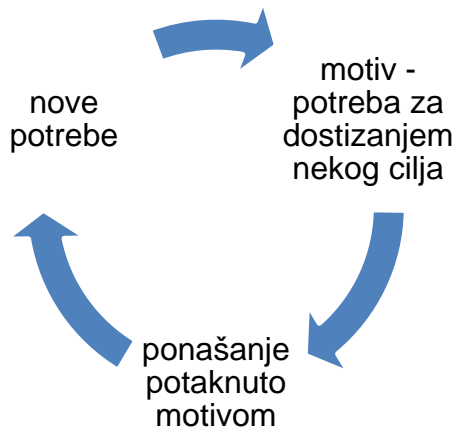 motiv -
potreba za
dostizanjem
nekog cilja
ponašanje
potaknuto
motivom
nove
potrebe